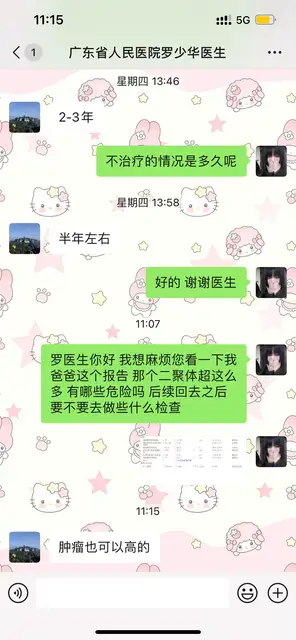 11:15
5G
1
广东省人民医院罗少华医生
星期四 13:46
2-3年
不治疗的情况是多久呢
星期四 13:58
半年左右
好的 谢谢医生
11:07
罗医生你好 我想麻烦您看一下我
爸爸这个报告 那个二聚体超这么
多 有哪些危险吗 后续回去之后
要不要去做些什么检查
11:15
肿瘤也可以高的